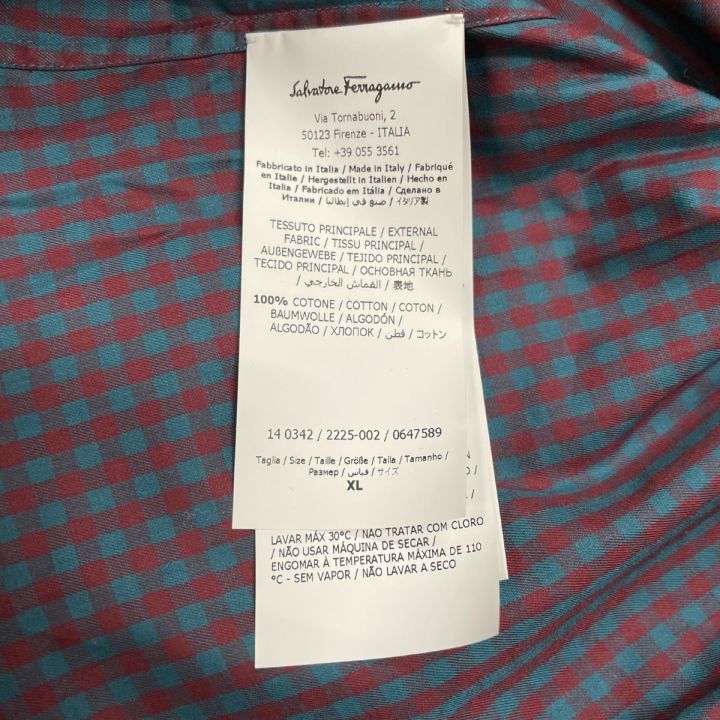 Salvatore Ferragamo
Via Tornabuoni, 2
50123 Firenze - ITALIA
Tel: +39 055 3561
Fabbricato in Italia / Made in Italy / Fabriqué
en Italie / Hergestellt in Italien / Hecho en
Italia / Fabricado em Itália / Сделано в
Италии / صنع في إيطاليا / イタリア製
TESSUTO PRINCIPALE / EXTERNAL
FABRIC / TISSU PRINCIPAL /
AUßENGEWEBE / TEJIDO PRINCIPAL /
TECIDO PRINCIPAL / ОСНОВНАЯ ТКАНЬ
/ القماش الخارجي / 表地
100% COTONE / COTTON / COTON /
BAUMWOLLE / ALGODÓN /
ALGODÃO / ХЛОПОК / قطن / コットン
14 0342 / 2225-002 / 0647589
Taglia / Size / Taille / Größe / Talla / Tamanho /
Размер / قياس / サイズ
XL
LAVAR MÁX 30°C / NÃO TRATAR COM CLORO
/ NÃO USAR MÁQUINA DE SECAR /
ENGOMAR À TEMPERATURA MÁXIMA DE 110
°C - SEM VAPOR / NÃO LAVAR A SECO